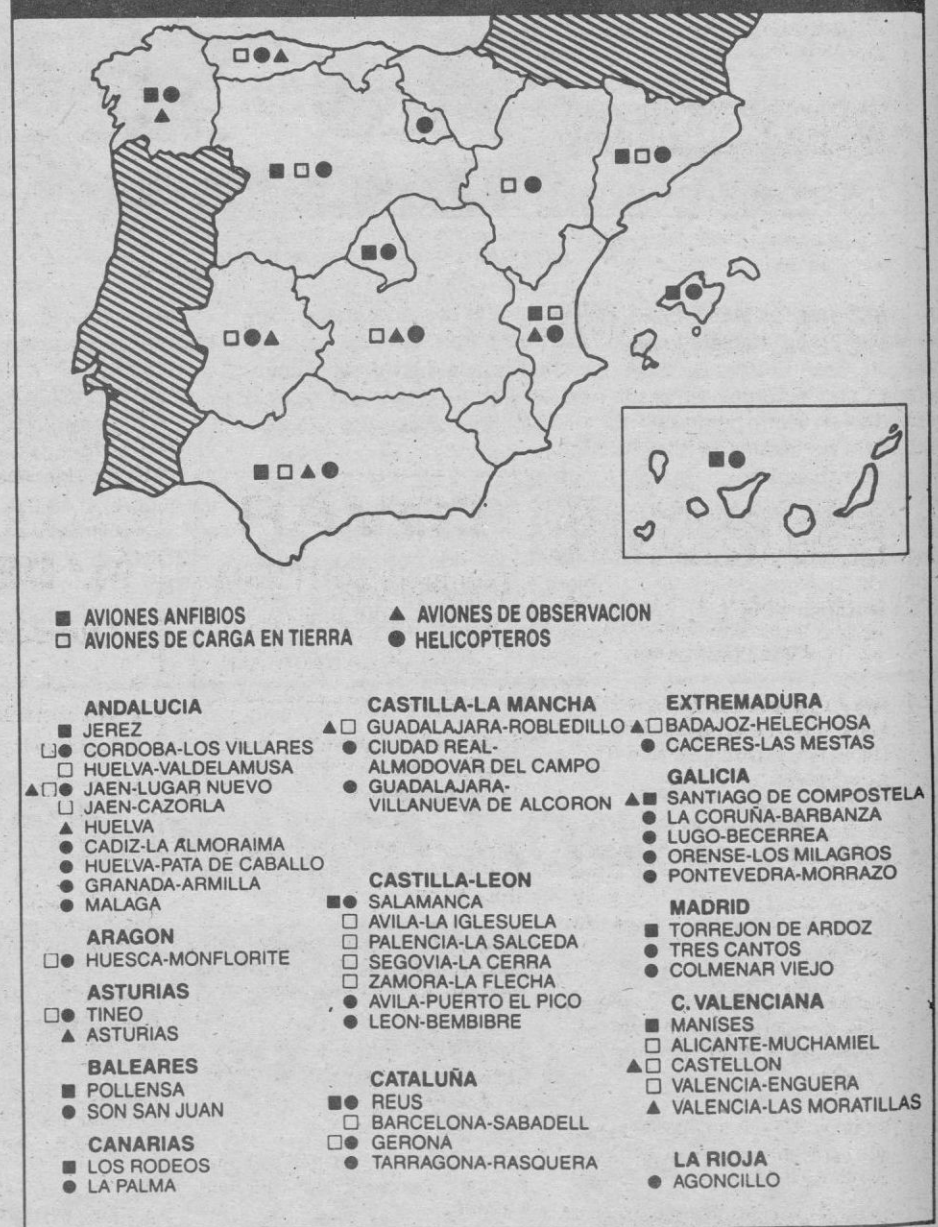 ■ AVIONES ANFIBIOS
□ AVIONES DE CARGA EN TIERRA
▲ AVIONES DE OBSERVACION
● HELICOPTEROS
ANDALUCIA
■ JEREZ
□● CORDOBA-LOS VILLARES
□ HUELVA-VALDELAMUSA
▲□● JAEN-LUGAR NUEVO
□ JAEN-CAZORLA
▲ HUELVA
● CADIZ-LA ALMORAIMA
● HUELVA-PATA DE CABALLO
● GRANADA-ARMILLA
● MALAGA
ARAGON
□● HUESCA-MONFLORITE
ASTURIAS
□● TINEO
▲ ASTURIAS
BALEARES
■ POLLENSA
● SON SAN JUAN
CANARIAS
■ LOS RODEOS
● LA PALMA
CASTILLA-LA MANCHA
▲□ GUADALAJARA-ROBLEDILLO
● CIUDAD REAL-
ALMODOVAR DEL CAMPO
● GUADALAJARA-
VILLANUEVA DE ALCORON
CASTILLA-LEON
■● SALAMANCA
□ AVILA-LA IGLESUELA
□ PALENCIA-LA SALCEDA
□ SEGOVIA-LA CERRA
□ ZAMORA-LA FLECHA
● AVILA-PUERTO EL PICO
● LEON-BEMBIBRE
CATALUÑA
■● REUS
□ BARCELONA-SABADELL
□● GERONA
● TARRAGONA-RASQUERA
EXTREMADURA
▲□ BADAJOZ-HELECHOSA
● CACERES-LAS MESTAS
GALICIA
▲■ SANTIAGO DE COMPOSTELA
● LA CORUÑA-BARBANZA
● LUGO-BECERREA
● ORENSE-LOS MILAGROS
● PONTEVEDRA-MORRAZO
MADRID
■ TORREJON DE ARDOZ
● TRES CANTOS
● COLMENAR VIEJO
C. VALENCIANA
■ MANISES
□ ALICANTE-MUCHAMIEL
▲□ CASTELLON
□ VALENCIA-ENGUERA
▲ VALENCIA-LAS MORATILLAS
LA RIOJA
● AGONCILLO